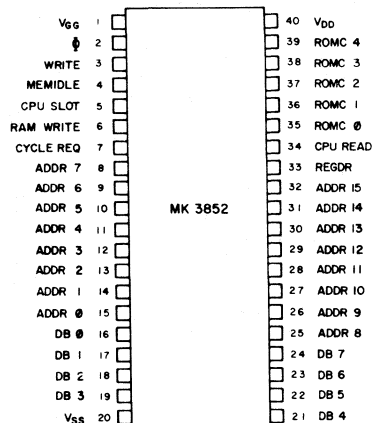 VGG 1 40 VDD
Φ 2 39 ROMC 4
WRITE 3 38 ROMC 3
MEMIDLE 4 37 ROMC 2
CPU SLOT 5 36 ROMC 1
RAM WRITE 6 35 ROMC Ø
CYCLE REQ 7 34 CPU READ
ADDR 7 8 33 REGDR
ADDR 6 9 32 ADDR 15
ADDR 5 10 MK 3852 31 ADDR 14
ADDR 4 11 30 ADDR 13
ADDR 3 12 29 ADDR 12
ADDR 2 13 28 ADDR 11
ADDR 1 14 27 ADDR 10
ADDR Ø 15 26 ADDR 9
DB Ø 16 25 ADDR 8
DB 1 17 24 DB 7
DB 2 18 23 DB 6
DB 3 19 22 DB 5
VSS 20 21 DB 4